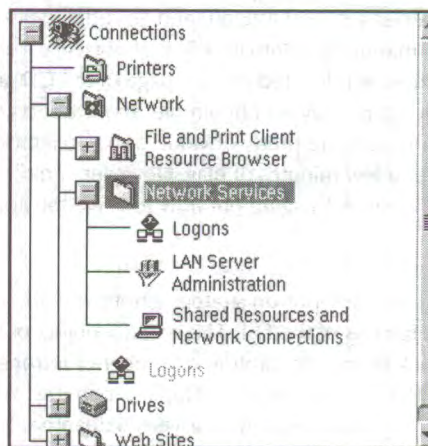 Connections
Printers
Network
File and Print Client
Resource Browser
Network Services
Logons
LAN Server
Administration
Shared Resources and
Network Connections
Logons
Drives
Web Sites